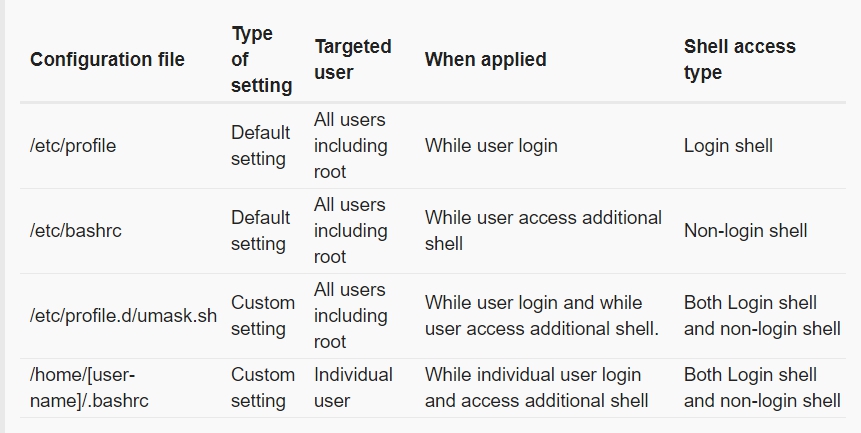 Configuration file
Type
of
setting
Targeted
user
When applied
Shell access
type
/etc/profile
Default
setting
All users
including
root
While user login
Login shell
/etc/bashrc
Default
setting
All users
including
root
While user access additional
shell
Non-login shell
/etc/profile.d/umask.sh
Custom
setting
All users
including
root
While user login and while
user access additional shell.
Both Login shell
and non-login shell
/home/[user-
name]/.bashrc
Custom
setting
Individual
user
While individual user login
and access additional shell
Both Login shell
and non-login shell